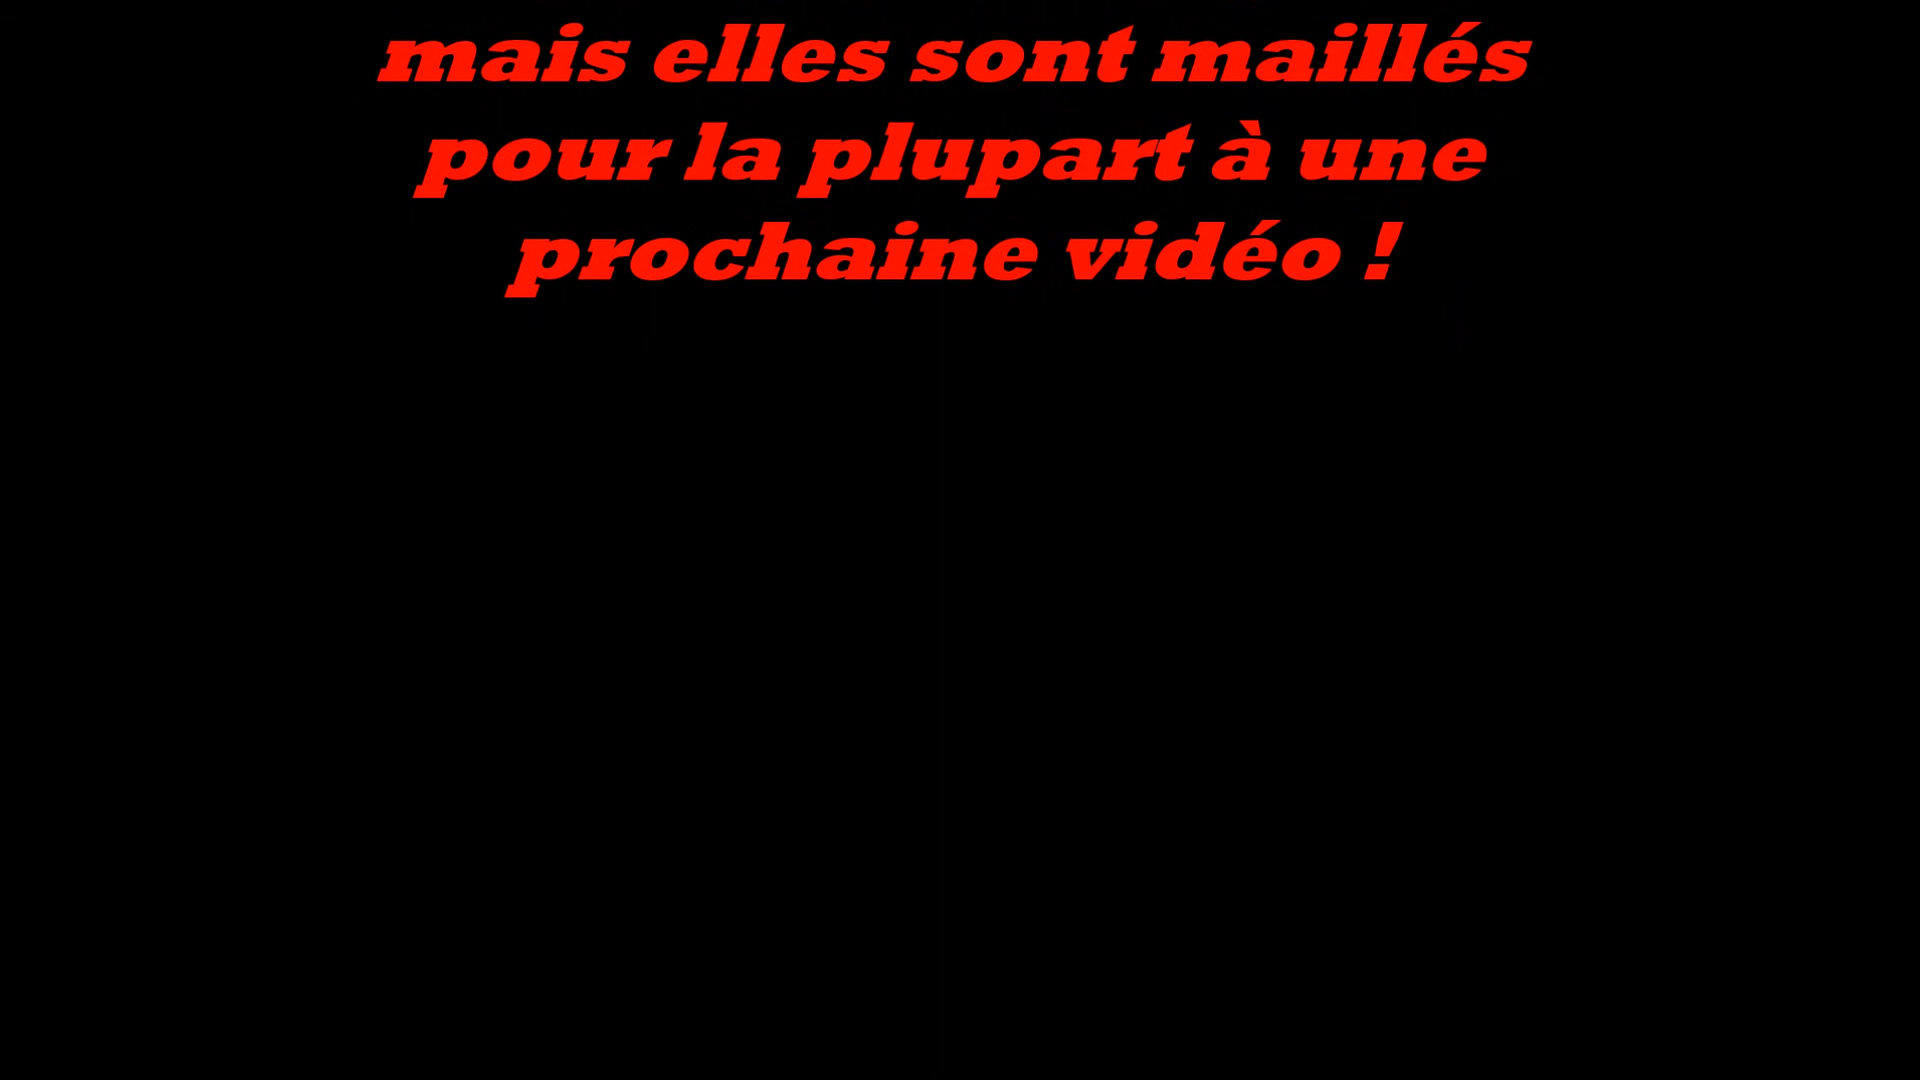 mais elles sont maillés
pour la plupart à une
prochaine vidéo !